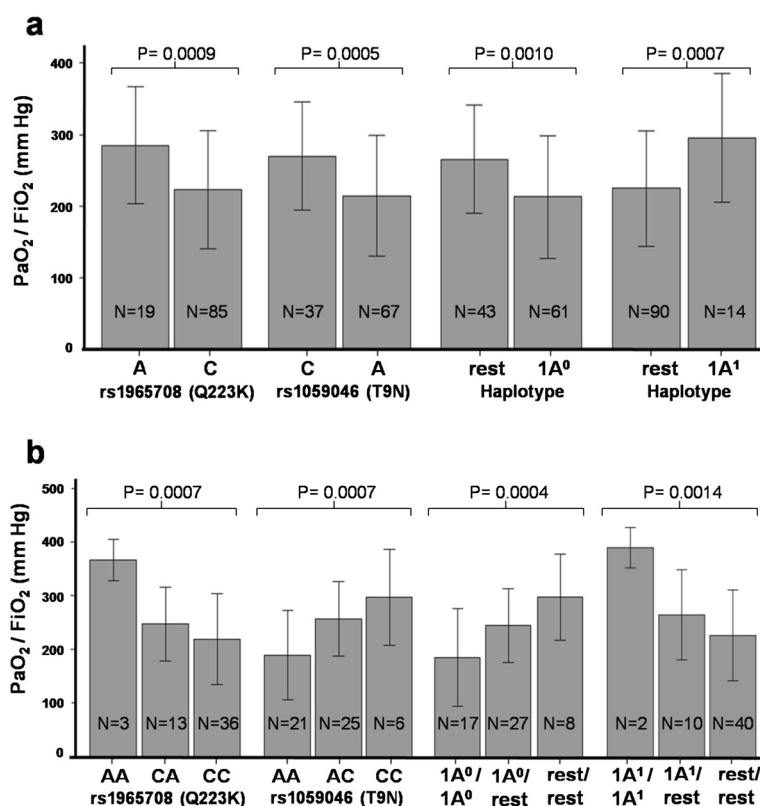 a
P= 0.0009 P= 0.0005 P= 0.0010 P= 0.0007
PaO₂ / FiO₂ (mm Hg)
400
300
200
100
0
N=19 N=85 N=37 N=67 N=43 N=61 N=90 N=14
A C C A rest 1A⁰ rest 1A¹
rs1965708 (Q223K) rs1059046 (T9N) Haplotype Haplotype
b
P= 0.0007 P= 0.0007 P= 0.0004 P= 0.0014
PaO₂ / FiO₂ (mm Hg)
500
400
300
200
100
0
N=3 N=13 N=36 N=21 N=25 N=6 N=17 N=27 N=8 N=2 N=10 N=40
AA CA CC AA AC CC 1A⁰/ 1A⁰/ rest/ 1A¹/ 1A¹/ rest/
rs1965708 (Q223K) rs1059046 (T9N) 1A⁰ rest rest 1A¹ rest rest